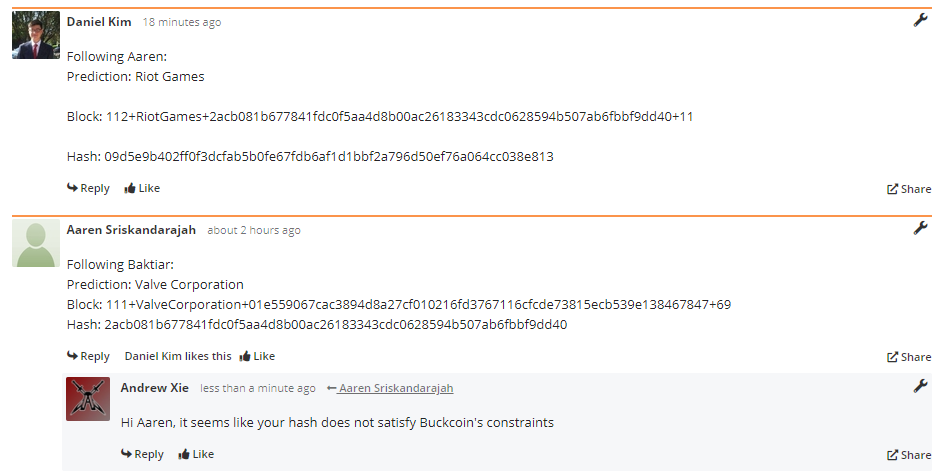 Daniel Kim 18 minutes ago
Following Aaren:
Prediction: Riot Games
Block: 112+RiotGames+2acb081b677841fdc0f5aa4d8b00ac26183343cdc0628594b507ab6fbbf9dd40+11
Hash: 09d5e9b402ff0f3dcfab5b0fe67fdb6af1d1bbf2a796d50ef76a064cc038e813
Reply Like Share
Aaren Sriskandarajah about 2 hours ago
Following Baktiar:
Prediction: Valve Corporation
Block: 111+ValveCorporation+01e559067cac3894d8a27cf010216fd3767116cfcde73815ecb539e138467847+69
Hash: 2acb081b677841fdc0f5aa4d8b00ac26183343cdc0628594b507ab6fbbf9dd40
Reply Daniel Kim likes this Like Share
Andrew Xie less than a minute ago Aaren Sriskandarajah
Hi Aaren, it seems like your hash does not satisfy Buckcoin's constraints
Reply Like Share